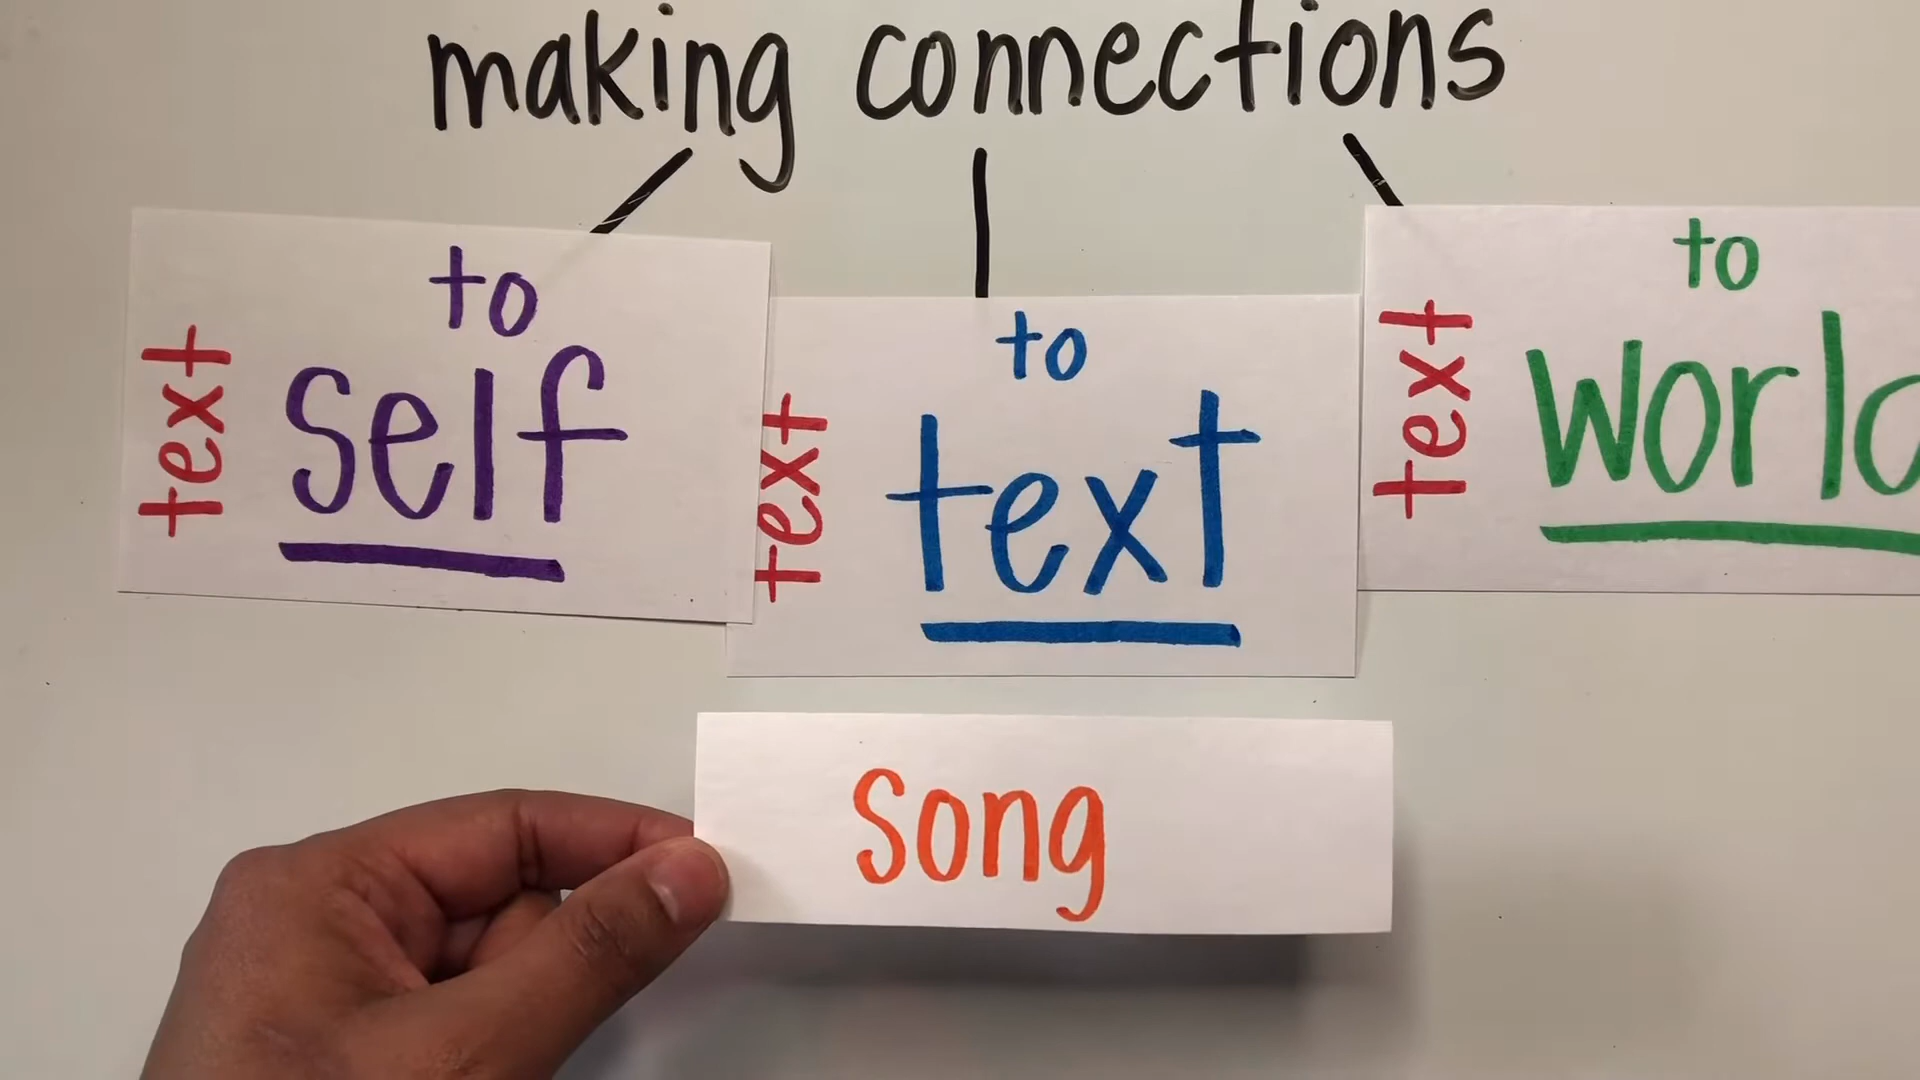 making connections
text to self
text to text
text to world
song